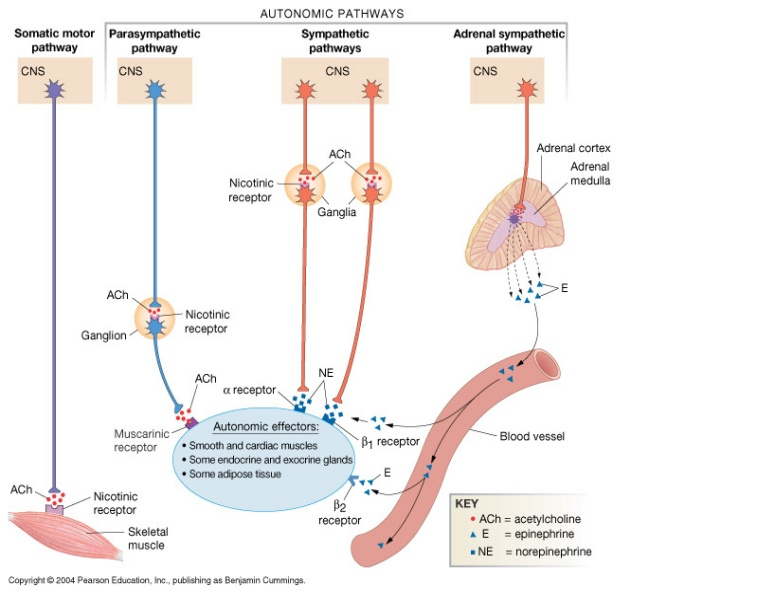 AUTONOMIC PATHWAYS
Somatic motor
pathway
Parasympathetic
pathway
Sympathetic
pathways
Adrenal sympathetic
pathway
CNS
CNS
CNS
CNS
Adrenal cortex
Adrenal
medulla
ACh
Nicotinic
receptor
Ganglia
E
ACh
Nicotinic
receptor
Ganglion
ACh
NE
α receptor
Muscarinic
receptor
Autonomic effectors:
• Smooth and cardiac muscles
• Some endocrine and exocrine glands
• Some adipose tissue
β1 receptor
Blood vessel
E
β2
receptor
ACh
Nicotinic
receptor
Skeletal
muscle
KEY
ACh = acetylcholine
E = epinephrine
NE = norepinephrine
Copyright © 2004 Pearson Education, Inc., publishing as Benjamin Cummings.